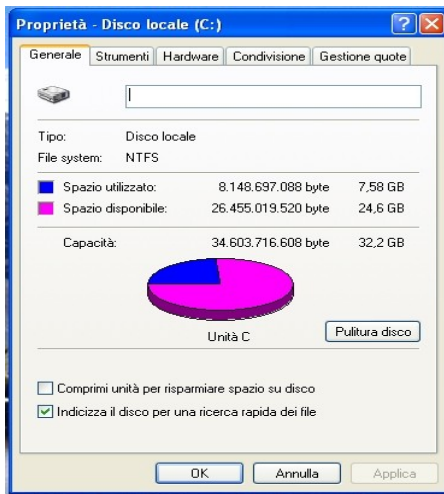 Proprietà - Disco locale (C:)
Generale Strumenti Hardware Condivisione Gestione quote
Tipo: Disco locale
File system: NTFS
Spazio utilizzato: 8.148.697.088 byte 7,58 GB
Spazio disponibile: 26.455.019.520 byte 24,6 GB
Capacità: 34.603.716.608 byte 32,2 GB
Unità C Pulitura disco
Comprimi unità per risparmiare spazio su disco
Indicizza il disco per una ricerca rapida dei file
OK Annulla Applica